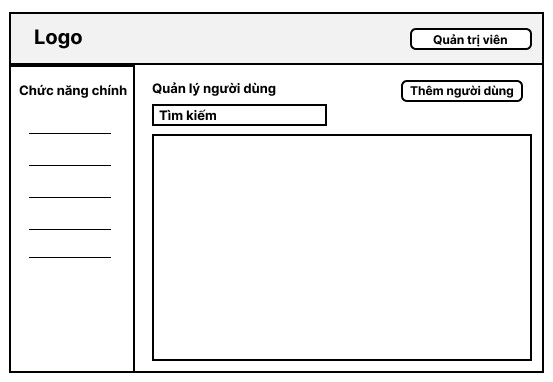 Logo
Quản trị viên
Chức năng chính
Quản lý người dùng
Thêm người dùng
Tìm kiếm